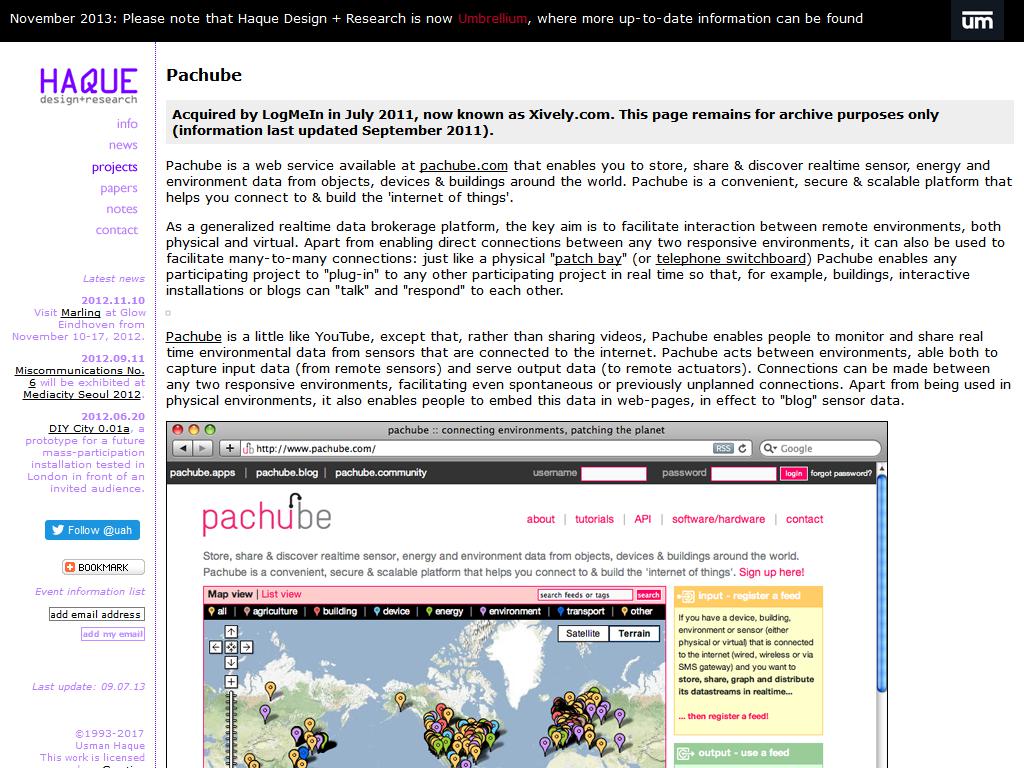 November 2013: Please note that Haque Design + Research is now Umbrellium, where more up-to-date information can be found
um
HAQUE
design+research
info
news
projects
papers
notes
contact
Latest news
2012.11.10
Visit Marling at Glow
Eindhoven from
November 10-17, 2012.
2012.09.11
Miscommunications No.
6 will be exhibited at
Mediacity Seoul 2012.
2012.06.20
DIY City 0.01a, a
prototype for a future
mass-participation
installation tested in
London in front of an
invited audience.
Follow @uah
BOOKMARK
Event information list
add email address
add my email
Last update: 09.07.13
©1993-2017
Usman Haque
This work is licensed
Pachube
Acquired by LogMeIn in July 2011, now known as Xively.com. This page remains for archive purposes only
(information last updated September 2011).
Pachube is a web service available at pachube.com that enables you to store, share & discover realtime sensor, energy and
environment data from objects, devices & buildings around the world. Pachube is a convenient, secure & scalable platform that
helps you connect to & build the 'internet of things'.
As a generalized realtime data brokerage platform, the key aim is to facilitate interaction between remote environments, both
physical and virtual. Apart from enabling direct connections between any two responsive environments, it can also be used to
facilitate many-to-many connections: just like a physical "patch bay" (or telephone switchboard) Pachube enables any
participating project to "plug-in" to any other participating project in real time so that, for example, buildings, interactive
installations or blogs can "talk" and "respond" to each other.
Pachube is a little like YouTube, except that, rather than sharing videos, Pachube enables people to monitor and share real
time environmental data from sensors that are connected to the internet. Pachube acts between environments, able both to
capture input data (from remote sensors) and serve output data (to remote actuators). Connections can be made between
any two responsive environments, facilitating even spontaneous or previously unplanned connections. Apart from being used in
physical environments, it also enables people to embed this data in web-pages, in effect to "blog" sensor data.
pachube :: connecting environments, patching the planet
http://www.pachube.com/ RSS Google
pachube.apps | pachube.blog | pachube.community username password login forgot password?
pachube
about | tutorials | API | software/hardware | contact
Store, share & discover realtime sensor, energy and environment data from objects, devices & buildings around the world.
Pachube is a convenient, secure & scalable platform that helps you connect to & build the 'internet of things'. Sign up here!
Map view | List view search feeds or tags search
all | agriculture | building | device | energy | environment | transport | other
Satellite Terrain
input - register a feed
If you have a device, building,
environment or sensor (either
physical or virtual) that is connected
to the internet (wired, wireless or via
SMS gateway) and you want to
store, share, graph and distribute
its datastreams in realtime...
... then register a feed!
output - use a feed